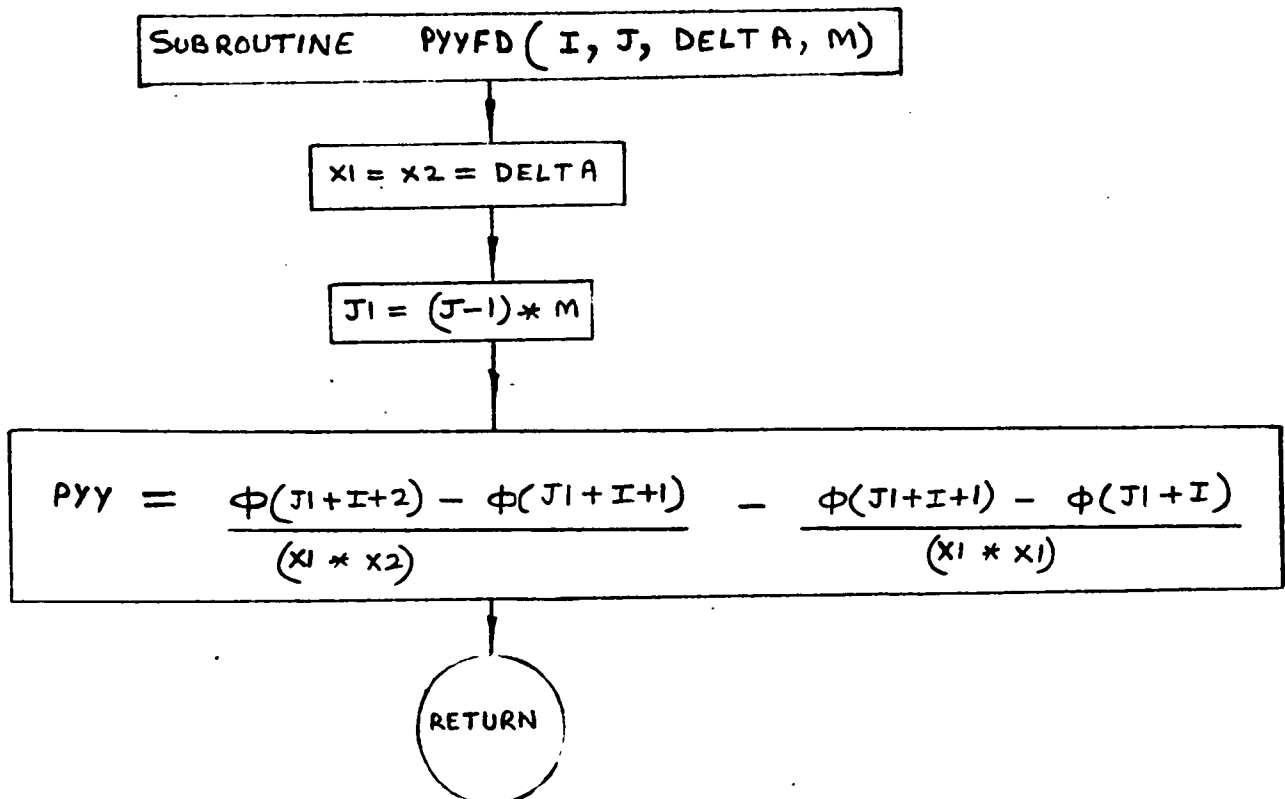 SUBROUTINE PYYFD ( I, J, DELTA, M)
X1 = X2 = DELTA
J1 = (J-1) * M
PYY = Φ(J1+I+2) - Φ(J1+I+1) / (X1 * X2) - Φ(J1+I+1) - Φ(J1+I) / (X1 * X1)
RETURN